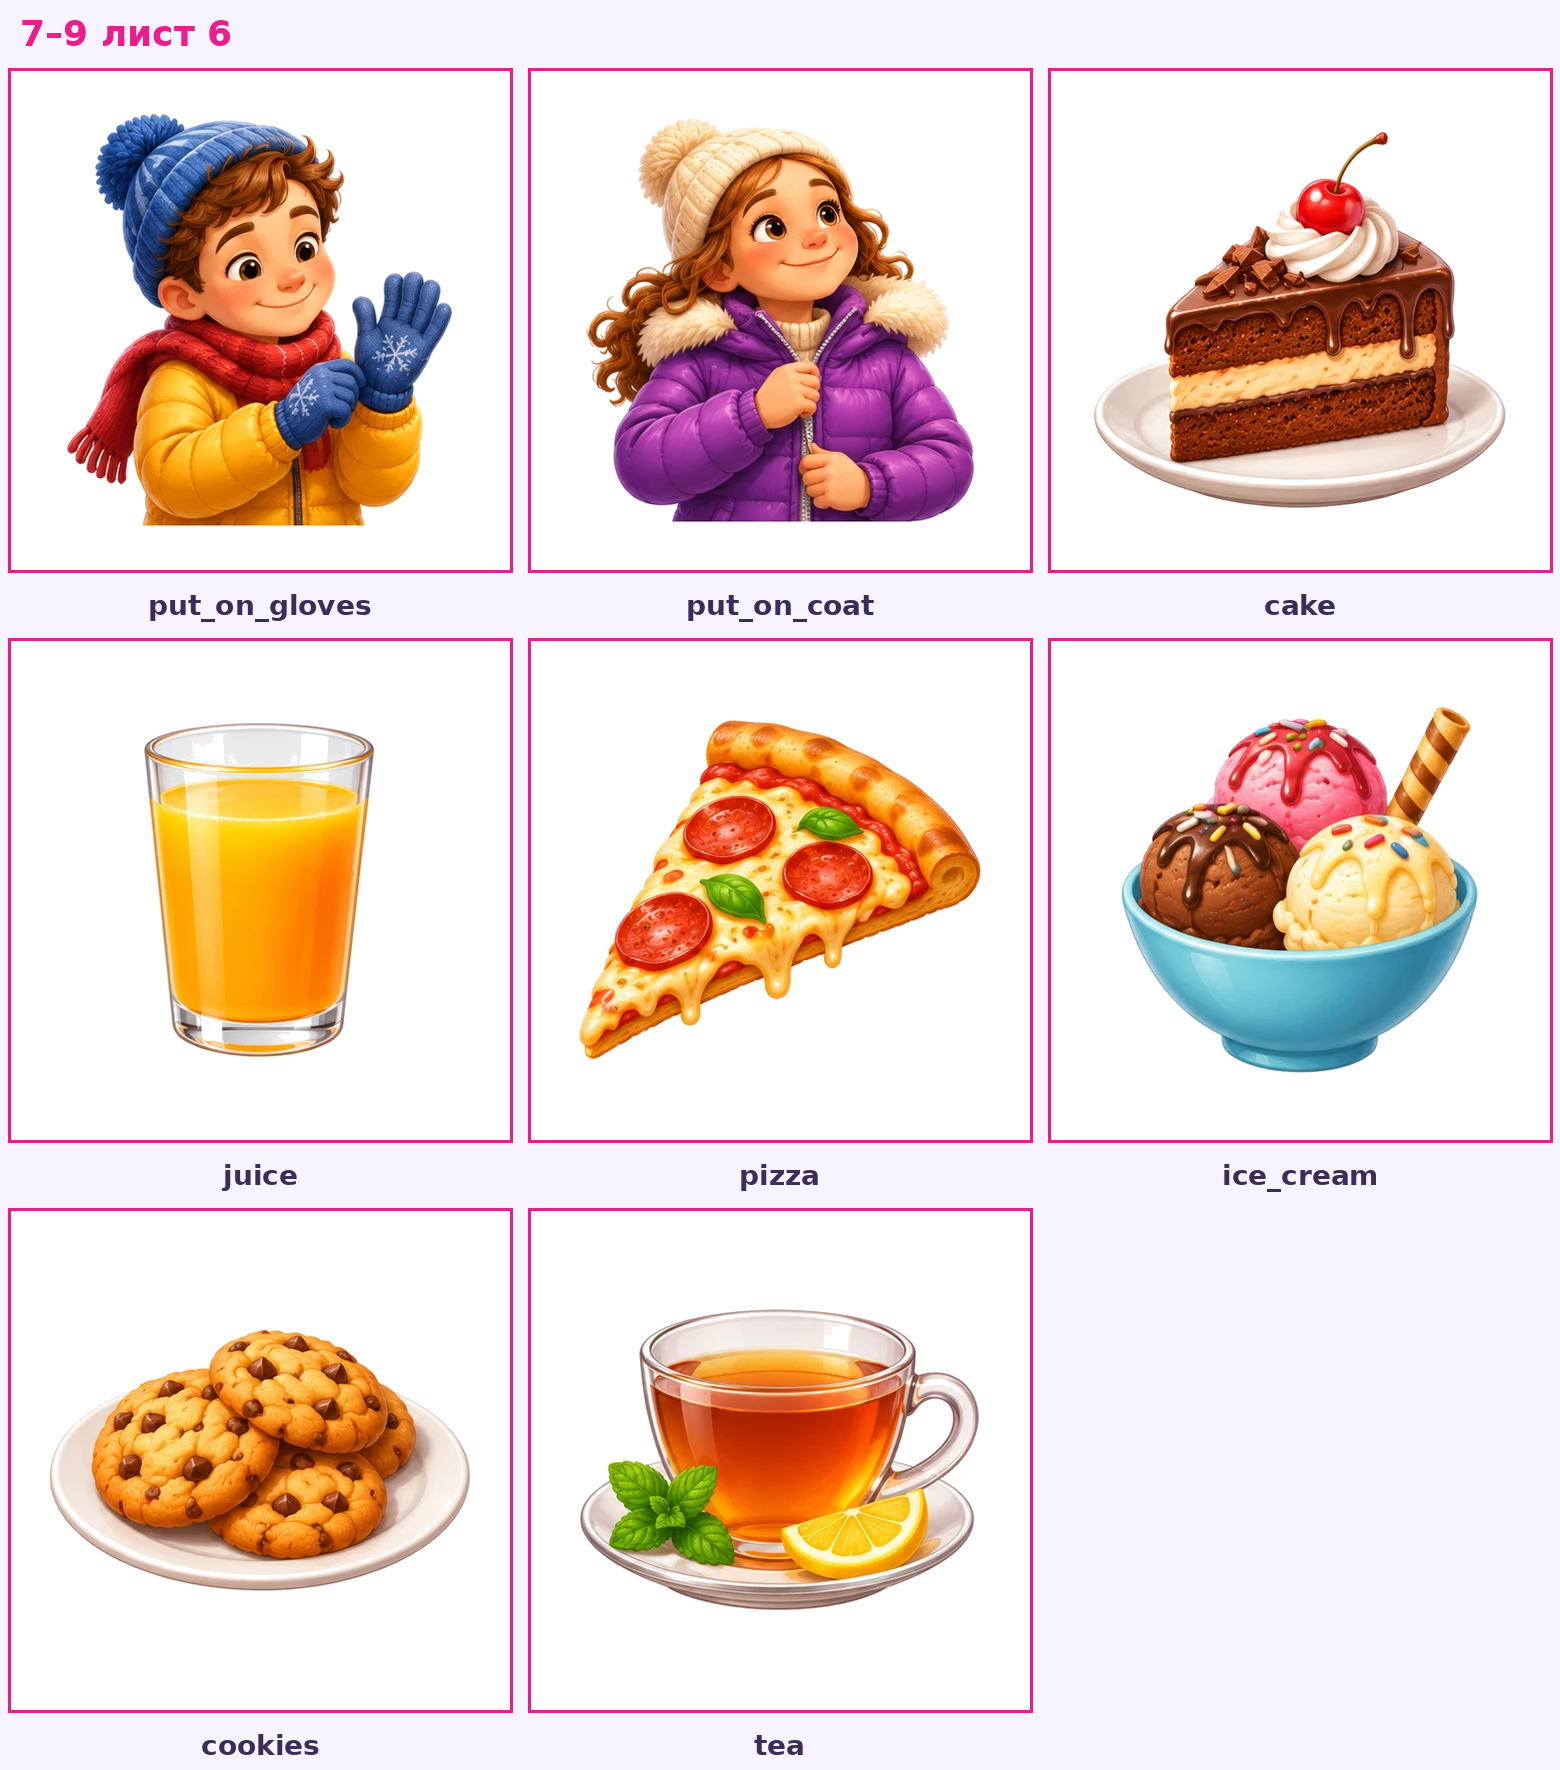 7–9 лист 6
put_on_gloves
put_on_coat
cake
juice
pizza
ice_cream
cookies
tea